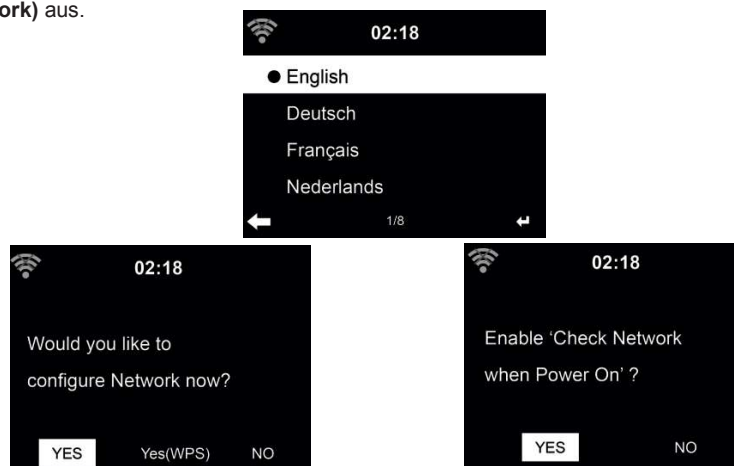 ork) aus.
02:18
● English
Deutsch
Français
Nederlands
1/8
02:18
Would you like to
configure Network now?
YES Yes(WPS) NO
02:18
Enable ‘Check Network
when Power On’ ?
YES NO